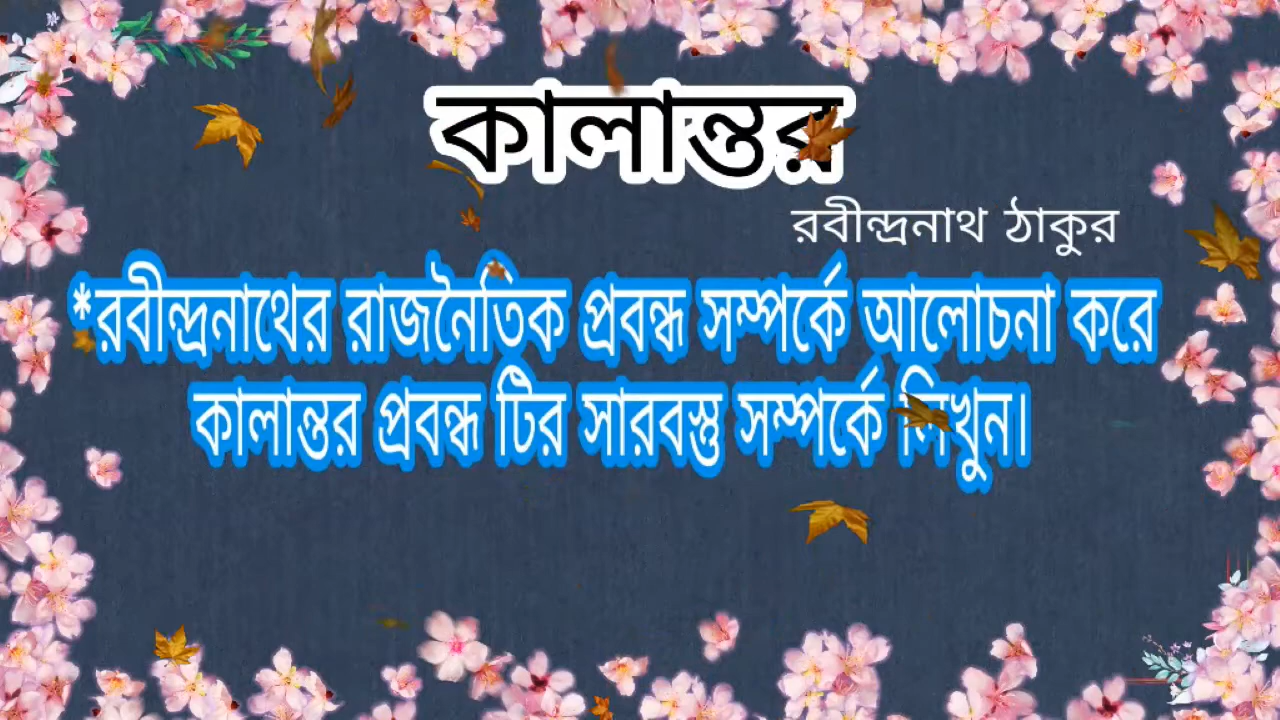 কালান্তর
রবীন্দ্রনাথ ঠাকুর
*রবীন্দ্রনাথের রাজনৈতিক প্রবন্ধ সম্পর্কে আলোচনা করে
কালান্তর প্রবন্ধ টির সারবস্তু সম্পর্কে লিখুন।